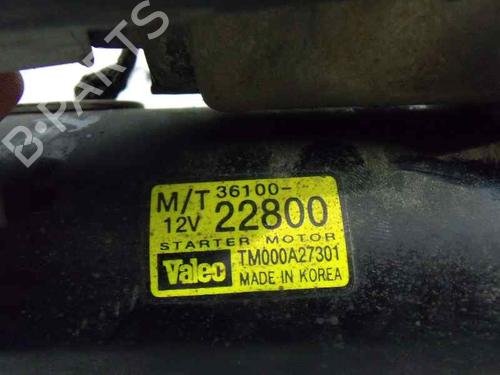 B-PARTS
M/T 36100-
12V 22800
STARTER MOTOR
Valeo TM000A27301
MADE IN KOREA